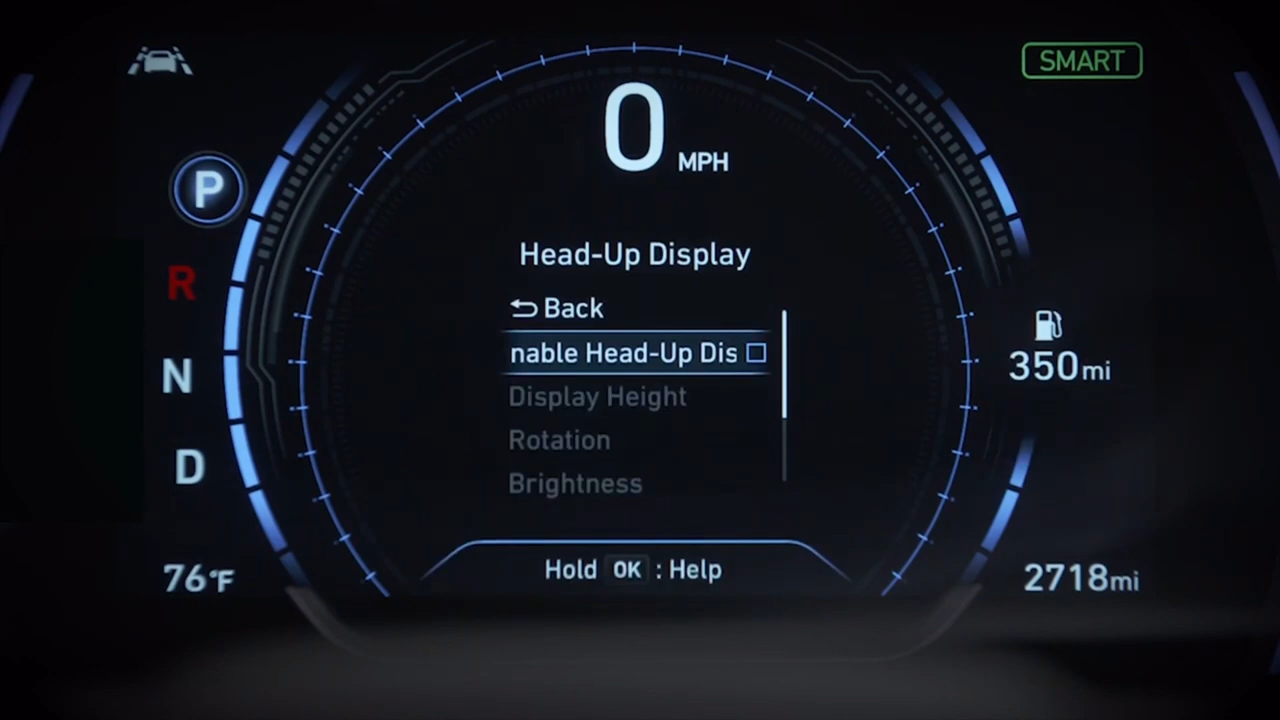 SMART
0 MPH
P
R
N
D
Head-Up Display
Back
nable Head-Up Dis
Display Height
Rotation
Brightness
350mi
Hold OK : Help
76°F
2718mi